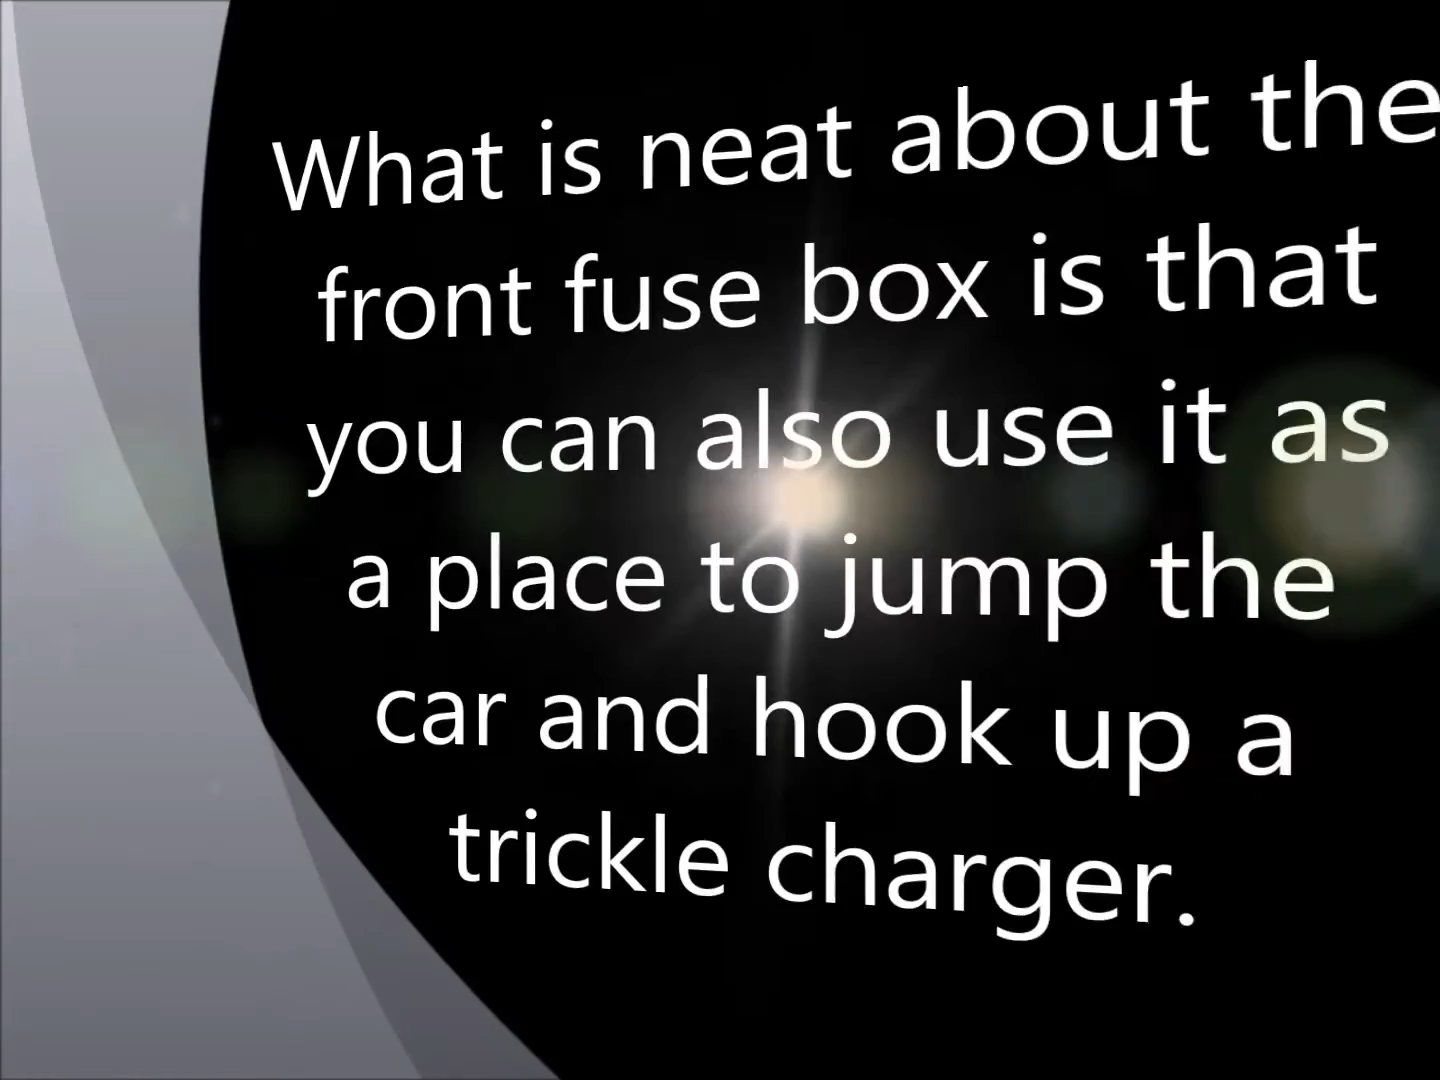 What is neat about the
front fuse box is that
you can also use it as
a place to jump the
car and hook up a
trickle charger.